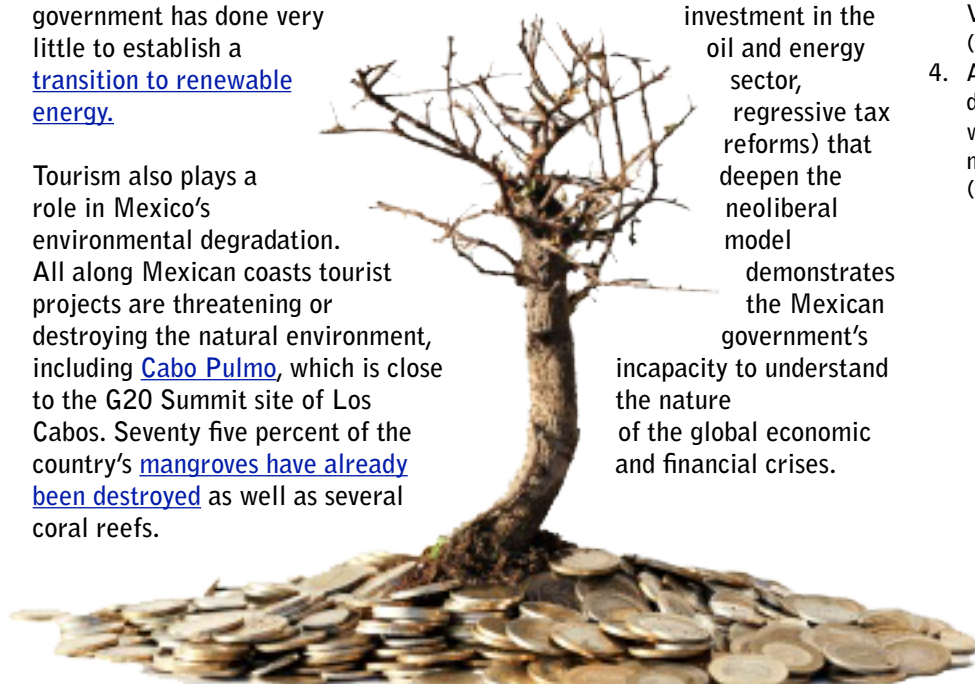 government has done very
little to establish a
transition to renewable
energy.
Tourism also plays a
role in Mexico's
environmental degradation.
All along Mexican coasts tourist
projects are threatening or
destroying the natural environment,
including Cabo Pulmo, which is close
to the G20 Summit site of Los
Cabos. Seventy five percent of the
country's mangroves have already
been destroyed as well as several
coral reefs.
investment in the
oil and energy
sector,
regressive tax
reforms) that
deepen the
neoliberal
model
demonstrates
the Mexican
government's
incapacity to understand
the nature
of the global economic
and financial crises.
4.